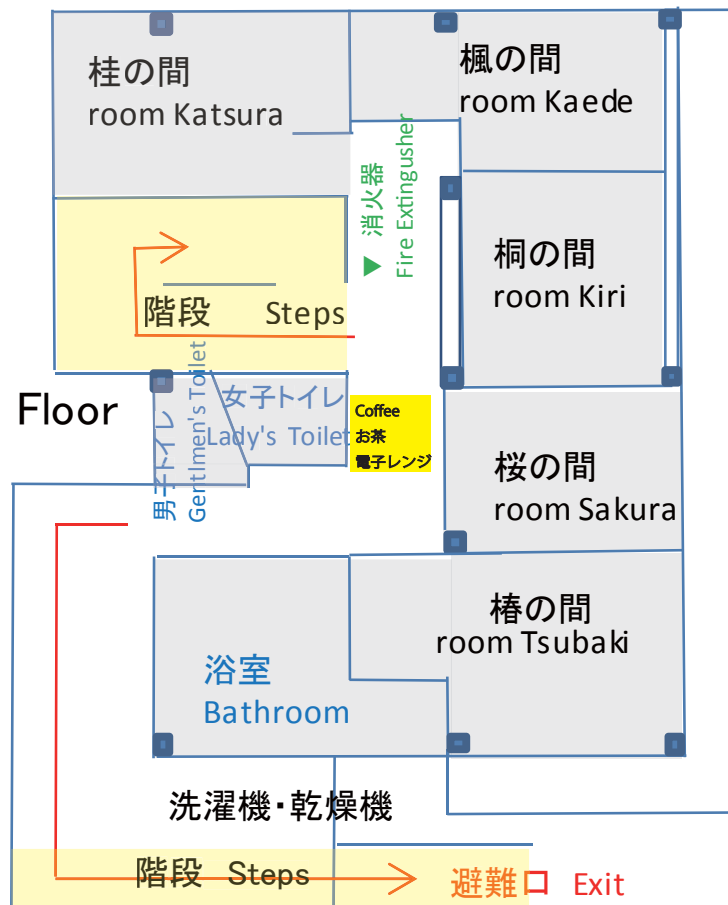 桂の間
room Katsura
楓の間
room Kaede
▼ 消火器
Fire Extingusher
桐の間
room Kiri
階段 Steps
Floor
男子トイレ
Gentlmen's Toilet
女子トイレ
Lady's Toilet
Coffee
お茶
電子レンジ
桜の間
room Sakura
椿の間
room Tsubaki
浴室
Bathroom
洗濯機・乾燥機
階段 Steps
避難口 Exit